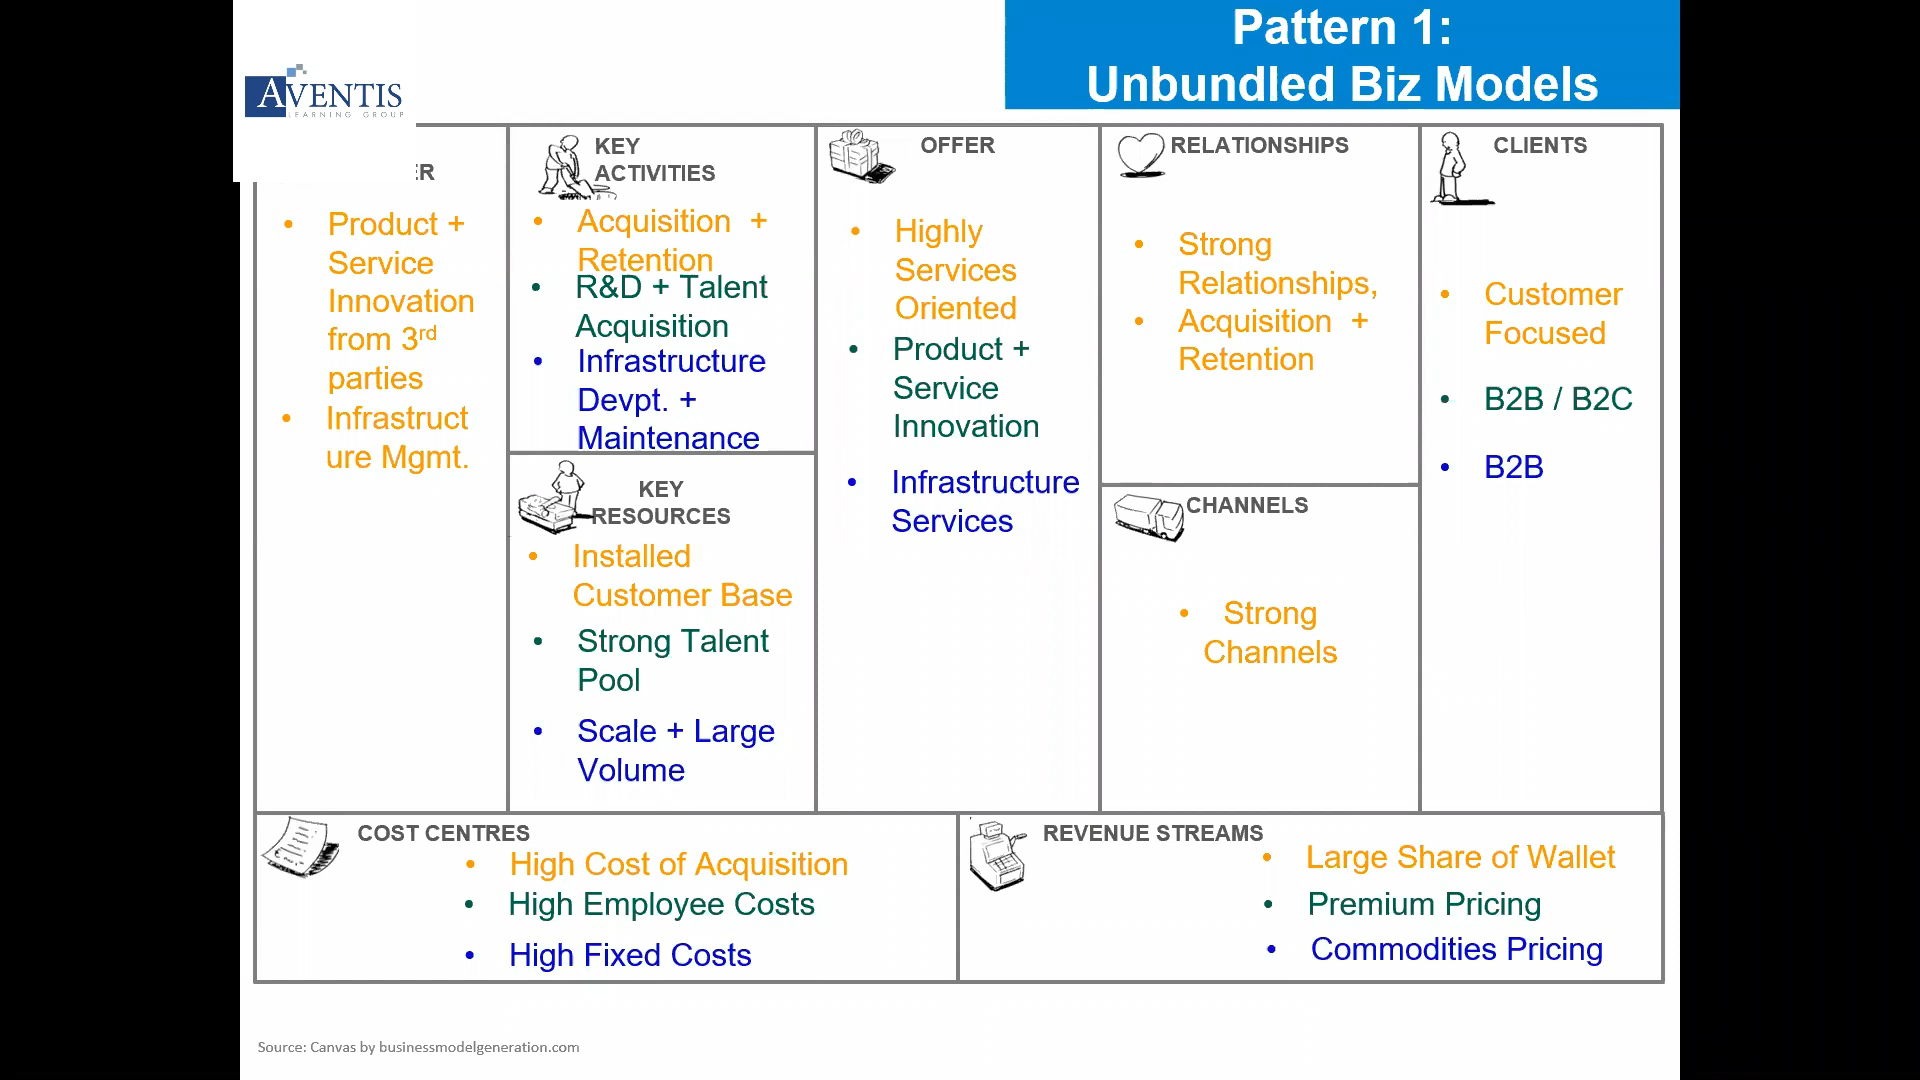 Pattern 1:
Unbundled Biz Models
AVENTIS
LEARNING GROUP
ER
• Product +
Service
Innovation
from 3rd
parties
• Infrastruct
ure Mgmt.
KEY
ACTIVITIES
• Acquisition +
Retention
• R&D + Talent
Acquisition
• Infrastructure
Devpt. +
Maintenance
KEY
RESOURCES
• Installed
Customer Base
• Strong Talent
Pool
• Scale + Large
Volume
OFFER
• Highly
Services
Oriented
• Product +
Service
Innovation
• Infrastructure
Services
RELATIONSHIPS
• Strong
Relationships,
• Acquisition +
Retention
CHANNELS
• Strong
Channels
CLIENTS
• Customer
Focused
• B2B / B2C
• B2B
COST CENTRES
• High Cost of Acquisition
• High Employee Costs
• High Fixed Costs
REVENUE STREAMS
• Large Share of Wallet
• Premium Pricing
• Commodities Pricing
Source: Canvas by businessmodelgeneration.com